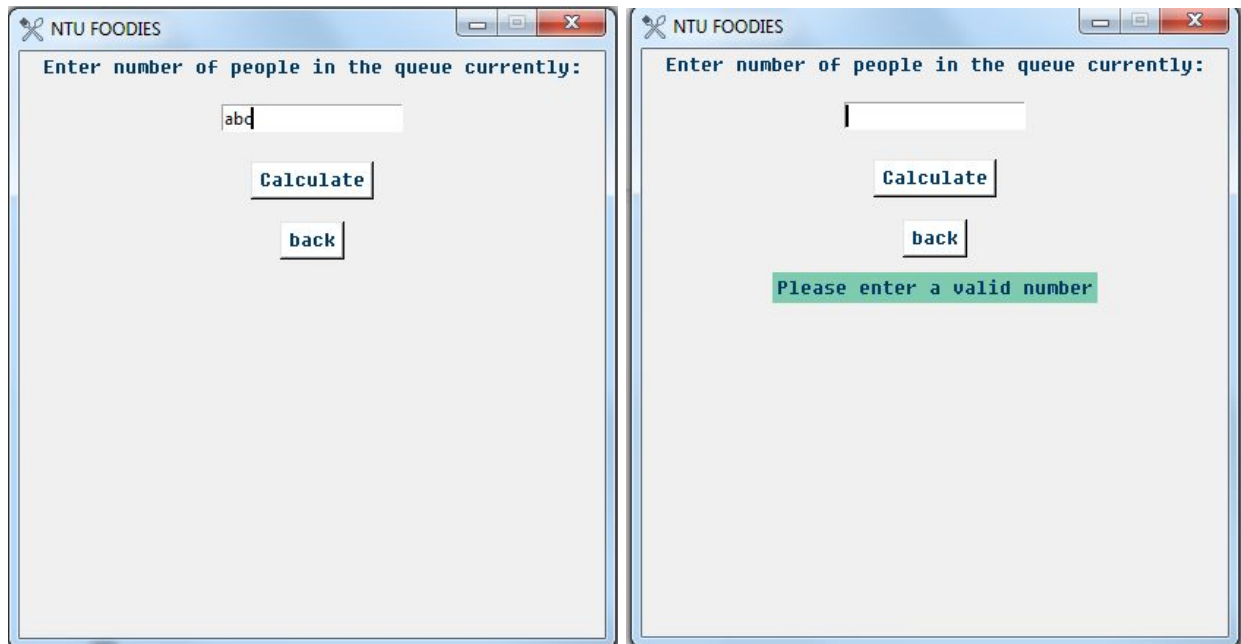 NTU FOODIES
Enter number of people in the queue currently:
abc
Calculate
back
NTU FOODIES
Enter number of people in the queue currently:
Calculate
back
Please enter a valid number